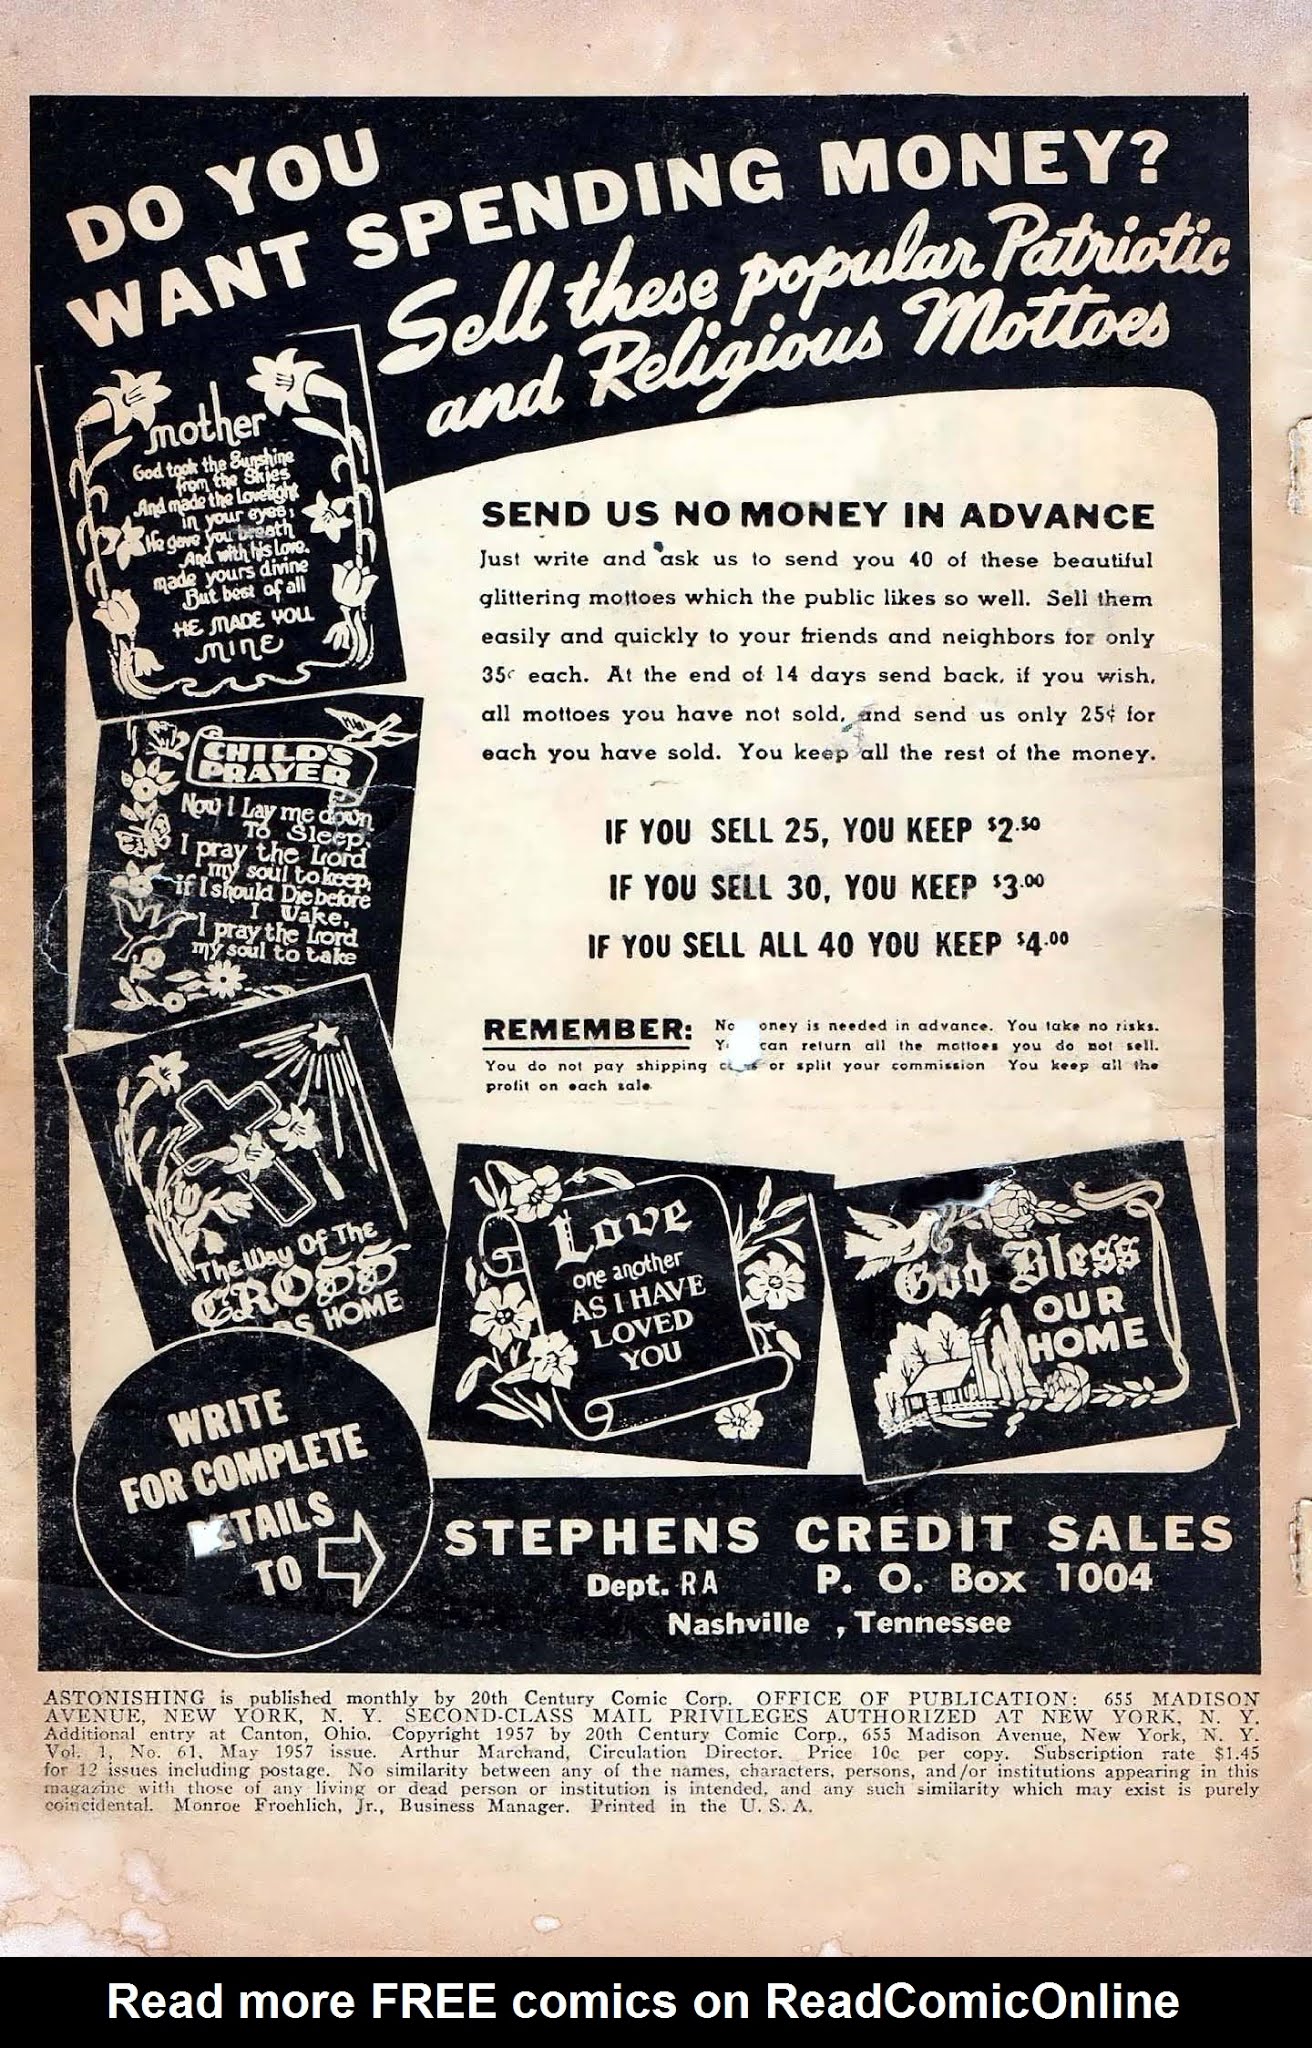 DO YOU
WANT SPENDING MONEY?
Sell these popular Patriotic
and Religious Mottoes
mother
God took the Sunshine
from the Skies
And made the Lovelight
in your eyes;
He gave you breath
And with his love.
made yours divine
But best of all
HE MADE YOU
MINE
CHILD'S
PRAYER
Now I Lay me down
To Sleep,
I pray the Lord
my soul to keep,
if I should Die before
I Wake,
I pray the Lord
my soul to take
The Way Of The
CROSS
HOME
SEND US NO MONEY IN ADVANCE
Just write and ask us to send you 40 of these beautiful
glittering mottoes which the public likes so well. Sell them
easily and quickly to your friends and neighbors for only
35¢ each. At the end of 14 days send back, if you wish,
all mottoes you have not sold, and send us only 25¢ for
each you have sold. You keep all the rest of the money.
IF YOU SELL 25, YOU KEEP $2.50
IF YOU SELL 30, YOU KEEP $3.00
IF YOU SELL ALL 40 YOU KEEP $4.00
REMEMBER: No money is needed in advance. You take no risks.
You can return all the mottoes you do not sell.
You do not pay shipping or split your commission You keep all the
profit on each sale
Love
one another
AS I HAVE
LOVED
YOU
God Bless
OUR
HOME
WRITE
FOR COMPLETE
DETAILS
TO
STEPHENS CREDIT SALES
Dept. RA P. O. Box 1004
Nashville , Tennessee
ASTONISHING is published monthly by 20th Century Comic Corp. OFFICE OF PUBLICATION: 655 MADISON
AVENUE, NEW YORK, N. Y. SECOND-CLASS MAIL PRIVILEGES AUTHORIZED AT NEW YORK, N. Y.
Additional entry at Canton, Ohio. Copyright 1957 by 20th Century Comic Corp., 655 Madison Avenue, New York, N. Y.
Vol. 1, No. 61, May 1957 issue. Arthur Marchand, Circulation Director. Price 10c per copy. Subscription rate $1.45
for 12 issues including postage. No similarity between any of the names, characters, persons, and/or institutions appearing in this
magazine with those of any living or dead person or institution is intended, and any such similarity which may exist is purely
coincidental. Monroe Froehlich, Jr., Business Manager. Printed in the U. S. A.
Read more FREE comics on ReadComicOnline